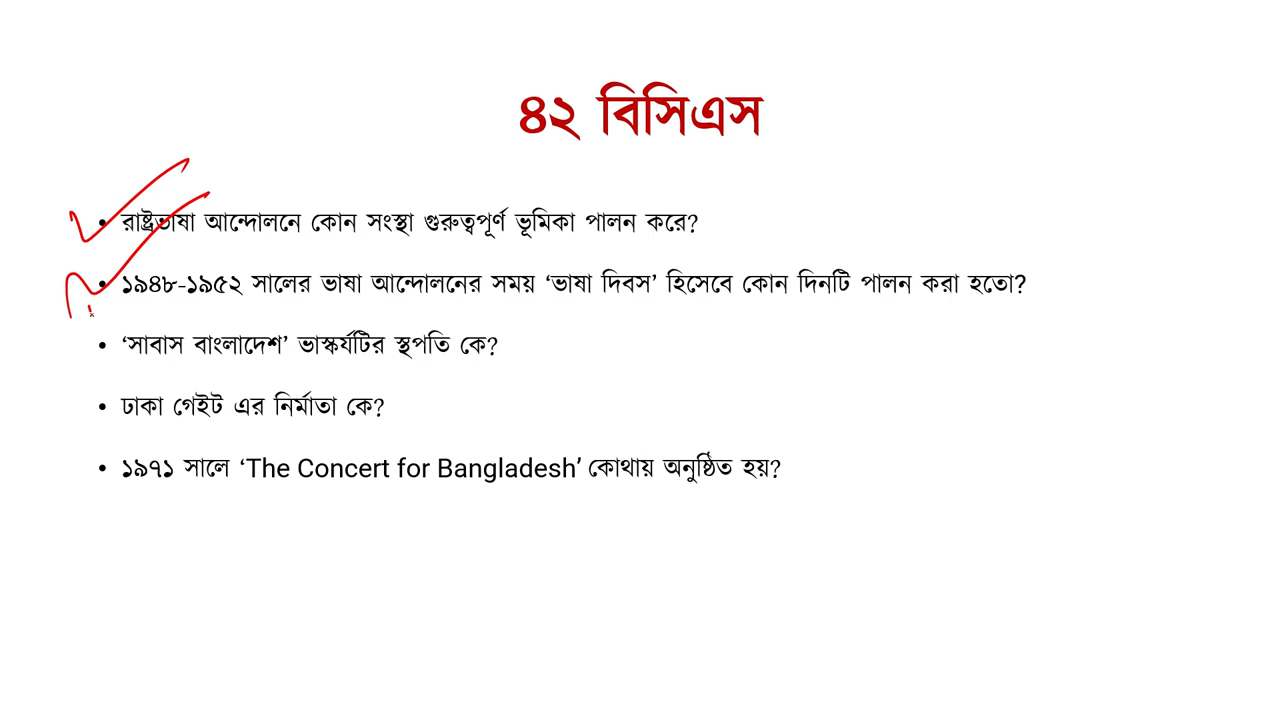 ৪২ বিসিএস
• রাষ্ট্রভাষা আন্দোলনে কোন সংস্থা গুরুত্বপূর্ণ ভূমিকা পালন করে?
• ১৯৪৮-১৯৫২ সালের ভাষা আন্দোলনের সময় ‘ভাষা দিবস’ হিসেবে কোন দিনটি পালন করা হতো?
• ‘সাবাস বাংলাদেশ’ ভাস্কর্যটির স্থপতি কে?
• ঢাকা গেইট এর নির্মাতা কে?
• ১৯৭১ সালে ‘The Concert for Bangladesh’ কোথায় অনুষ্ঠিত হয়?